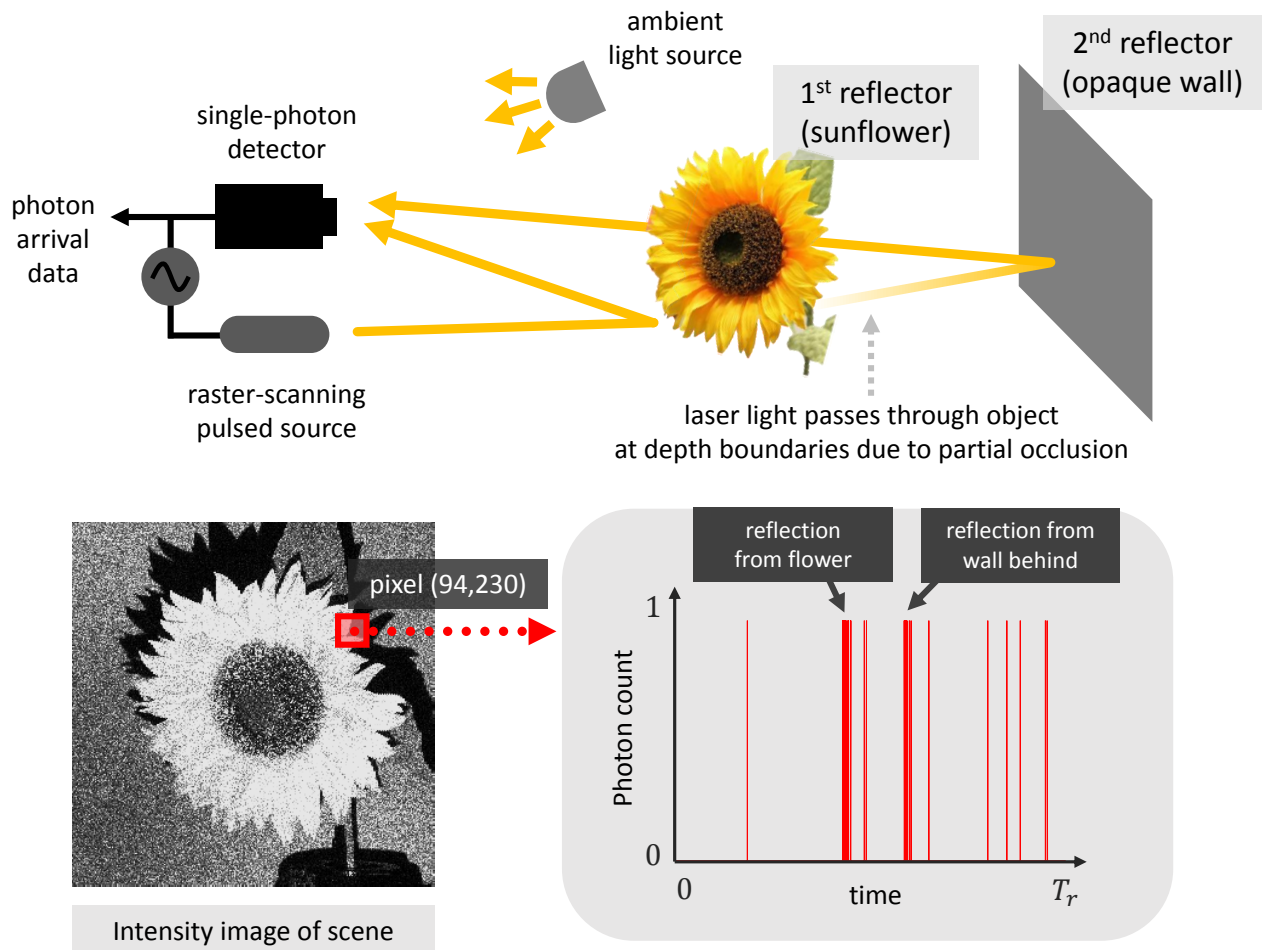 ambient
light source
2nd reflector
(opaque wall)
1st reflector
(sunflower)
single-photon
detector
photon
arrival
data
raster-scanning
pulsed source
laser light passes through object
at depth boundaries due to partial occlusion
reflection
from flower
reflection from
wall behind
pixel (94,230)
1
Photon count
0
0
time
Tr
Intensity image of scene